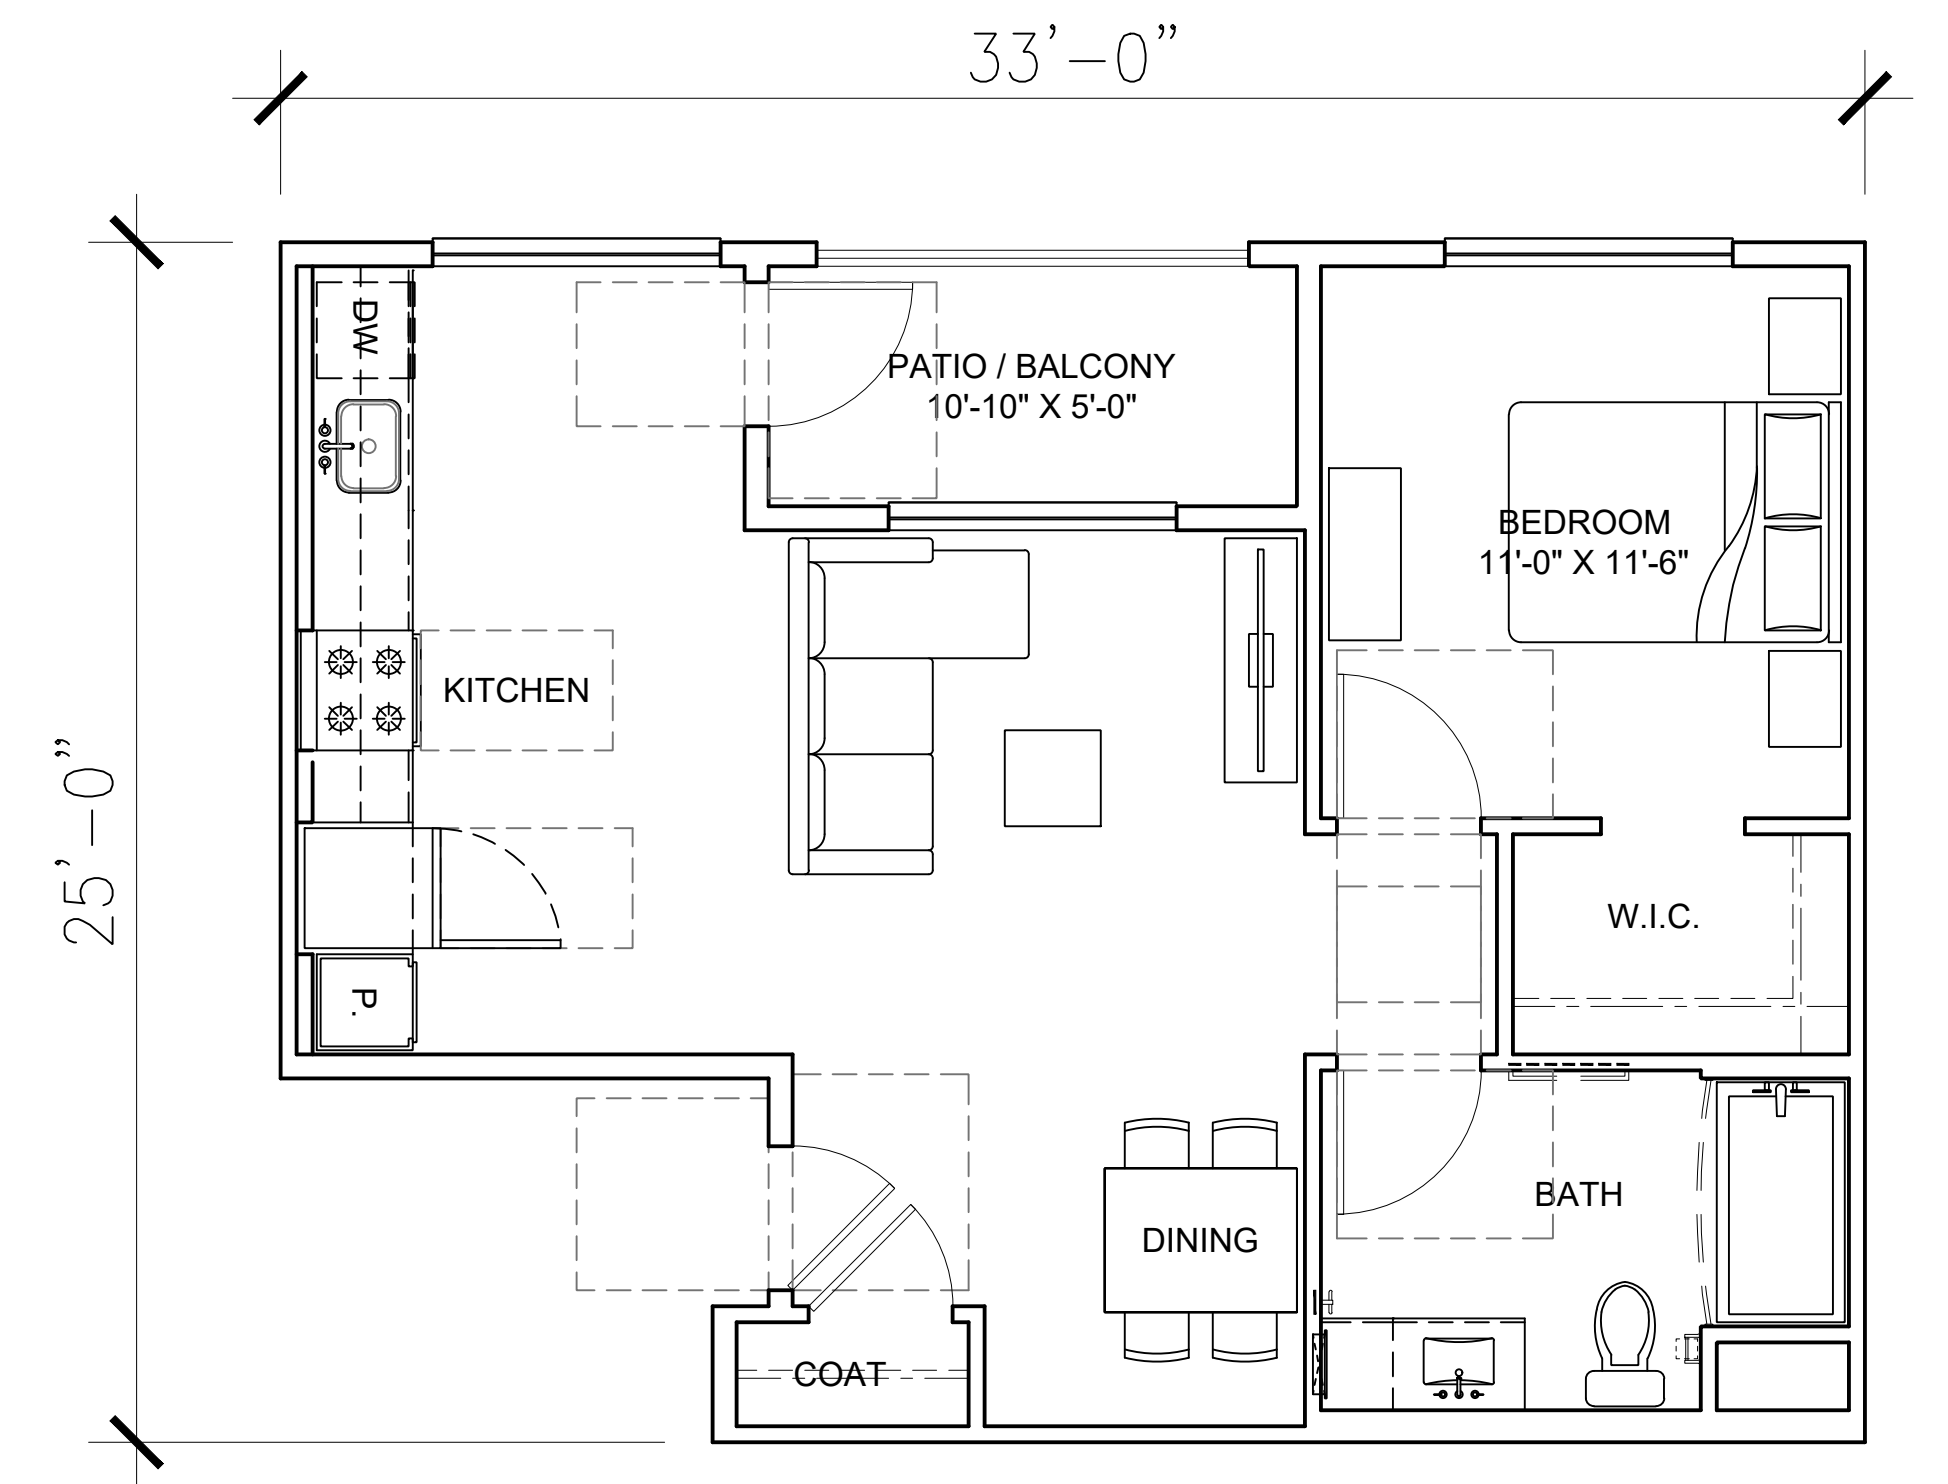 33'-0"
25'-0"
DW
PATIO / BALCONY
10'-10" X 5'-0"
BEDROOM
11'-0" X 11'-6"
KITCHEN
W.I.C.
P.
BATH
DINING
COAT